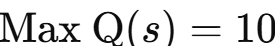 Max Q(s) = 10